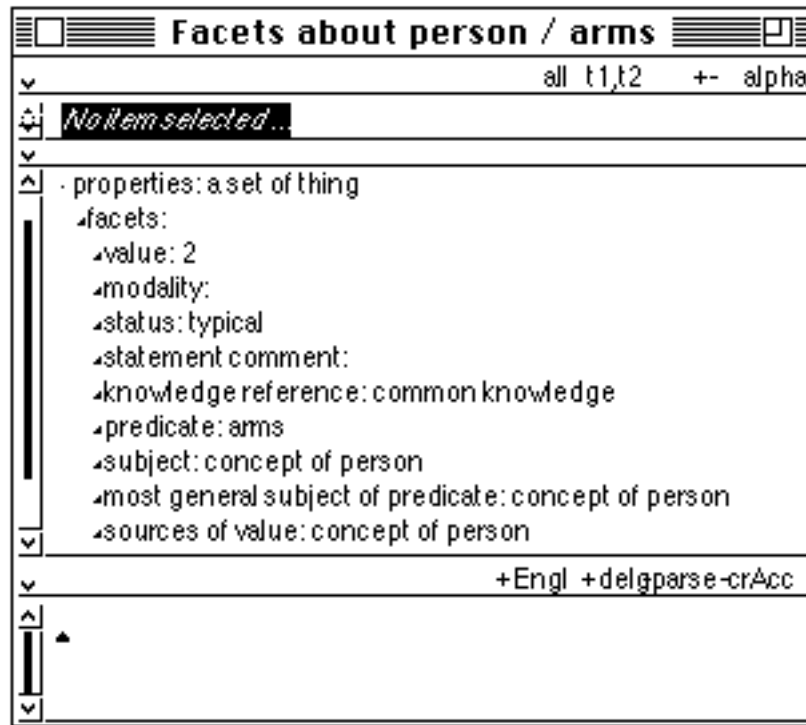 Facets about person / arms
all t1,t2 +- alpha
No item selected...
properties: a set of thing
facets:
value: 2
modality:
status: typical
statement comment:
knowledge reference: common knowledge
predicate: arms
subject: concept of person
most general subject of predicate: concept of person
sources of value: concept of person
+Engl +delg-parse-crAcc